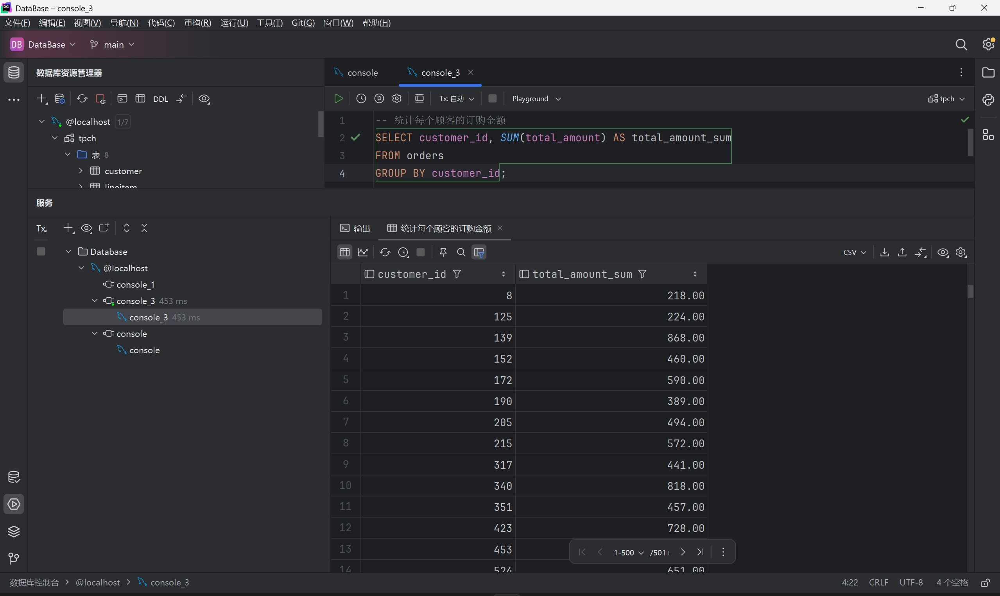 DataBase – console_3
文件(F) 编辑(E) 视图(V) 导航(N) 代码(C) 重构(R) 运行(U) 工具(T) Git(G) 窗口(W) 帮助(H)
DB DataBase main
数据库资源管理器
DDL
@localhost 1/7
tpch
表 8
customer
lineitem
console console_3
Tx: 自动 Playground tpch
1 -- 统计每个顾客的订购金额
2 SELECT customer_id, SUM(total_amount) AS total_amount_sum
3 FROM orders
4 GROUP BY customer_id;
服务
Tx
Database
@localhost
console_1
console_3 453 ms
console_3 453 ms
console
console
输出 统计每个顾客的订购金额
CSV
customer_id total_amount_sum
1 8 218.00
2 125 224.00
3 139 868.00
4 152 460.00
5 172 590.00
6 190 389.00
7 205 494.00
8 215 572.00
9 317 441.00
10 340 818.00
11 351 457.00
12 423 728.00
13 453
14 524 651.00
1-500 /501+
数据库控制台 > @localhost > console_3
4:22 CRLF UTF-8 4 个空格